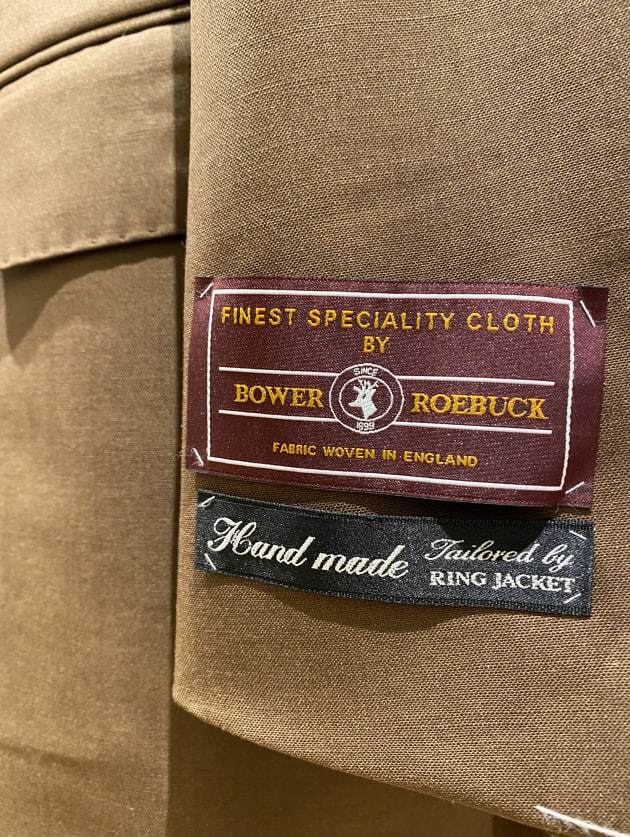 FINEST SPECIALITY CLOTH
BY
SINCE
BOWER ROEBUCK
1899
FABRIC WOVEN IN ENGLAND
Hand made Tailored by
RING JACKET